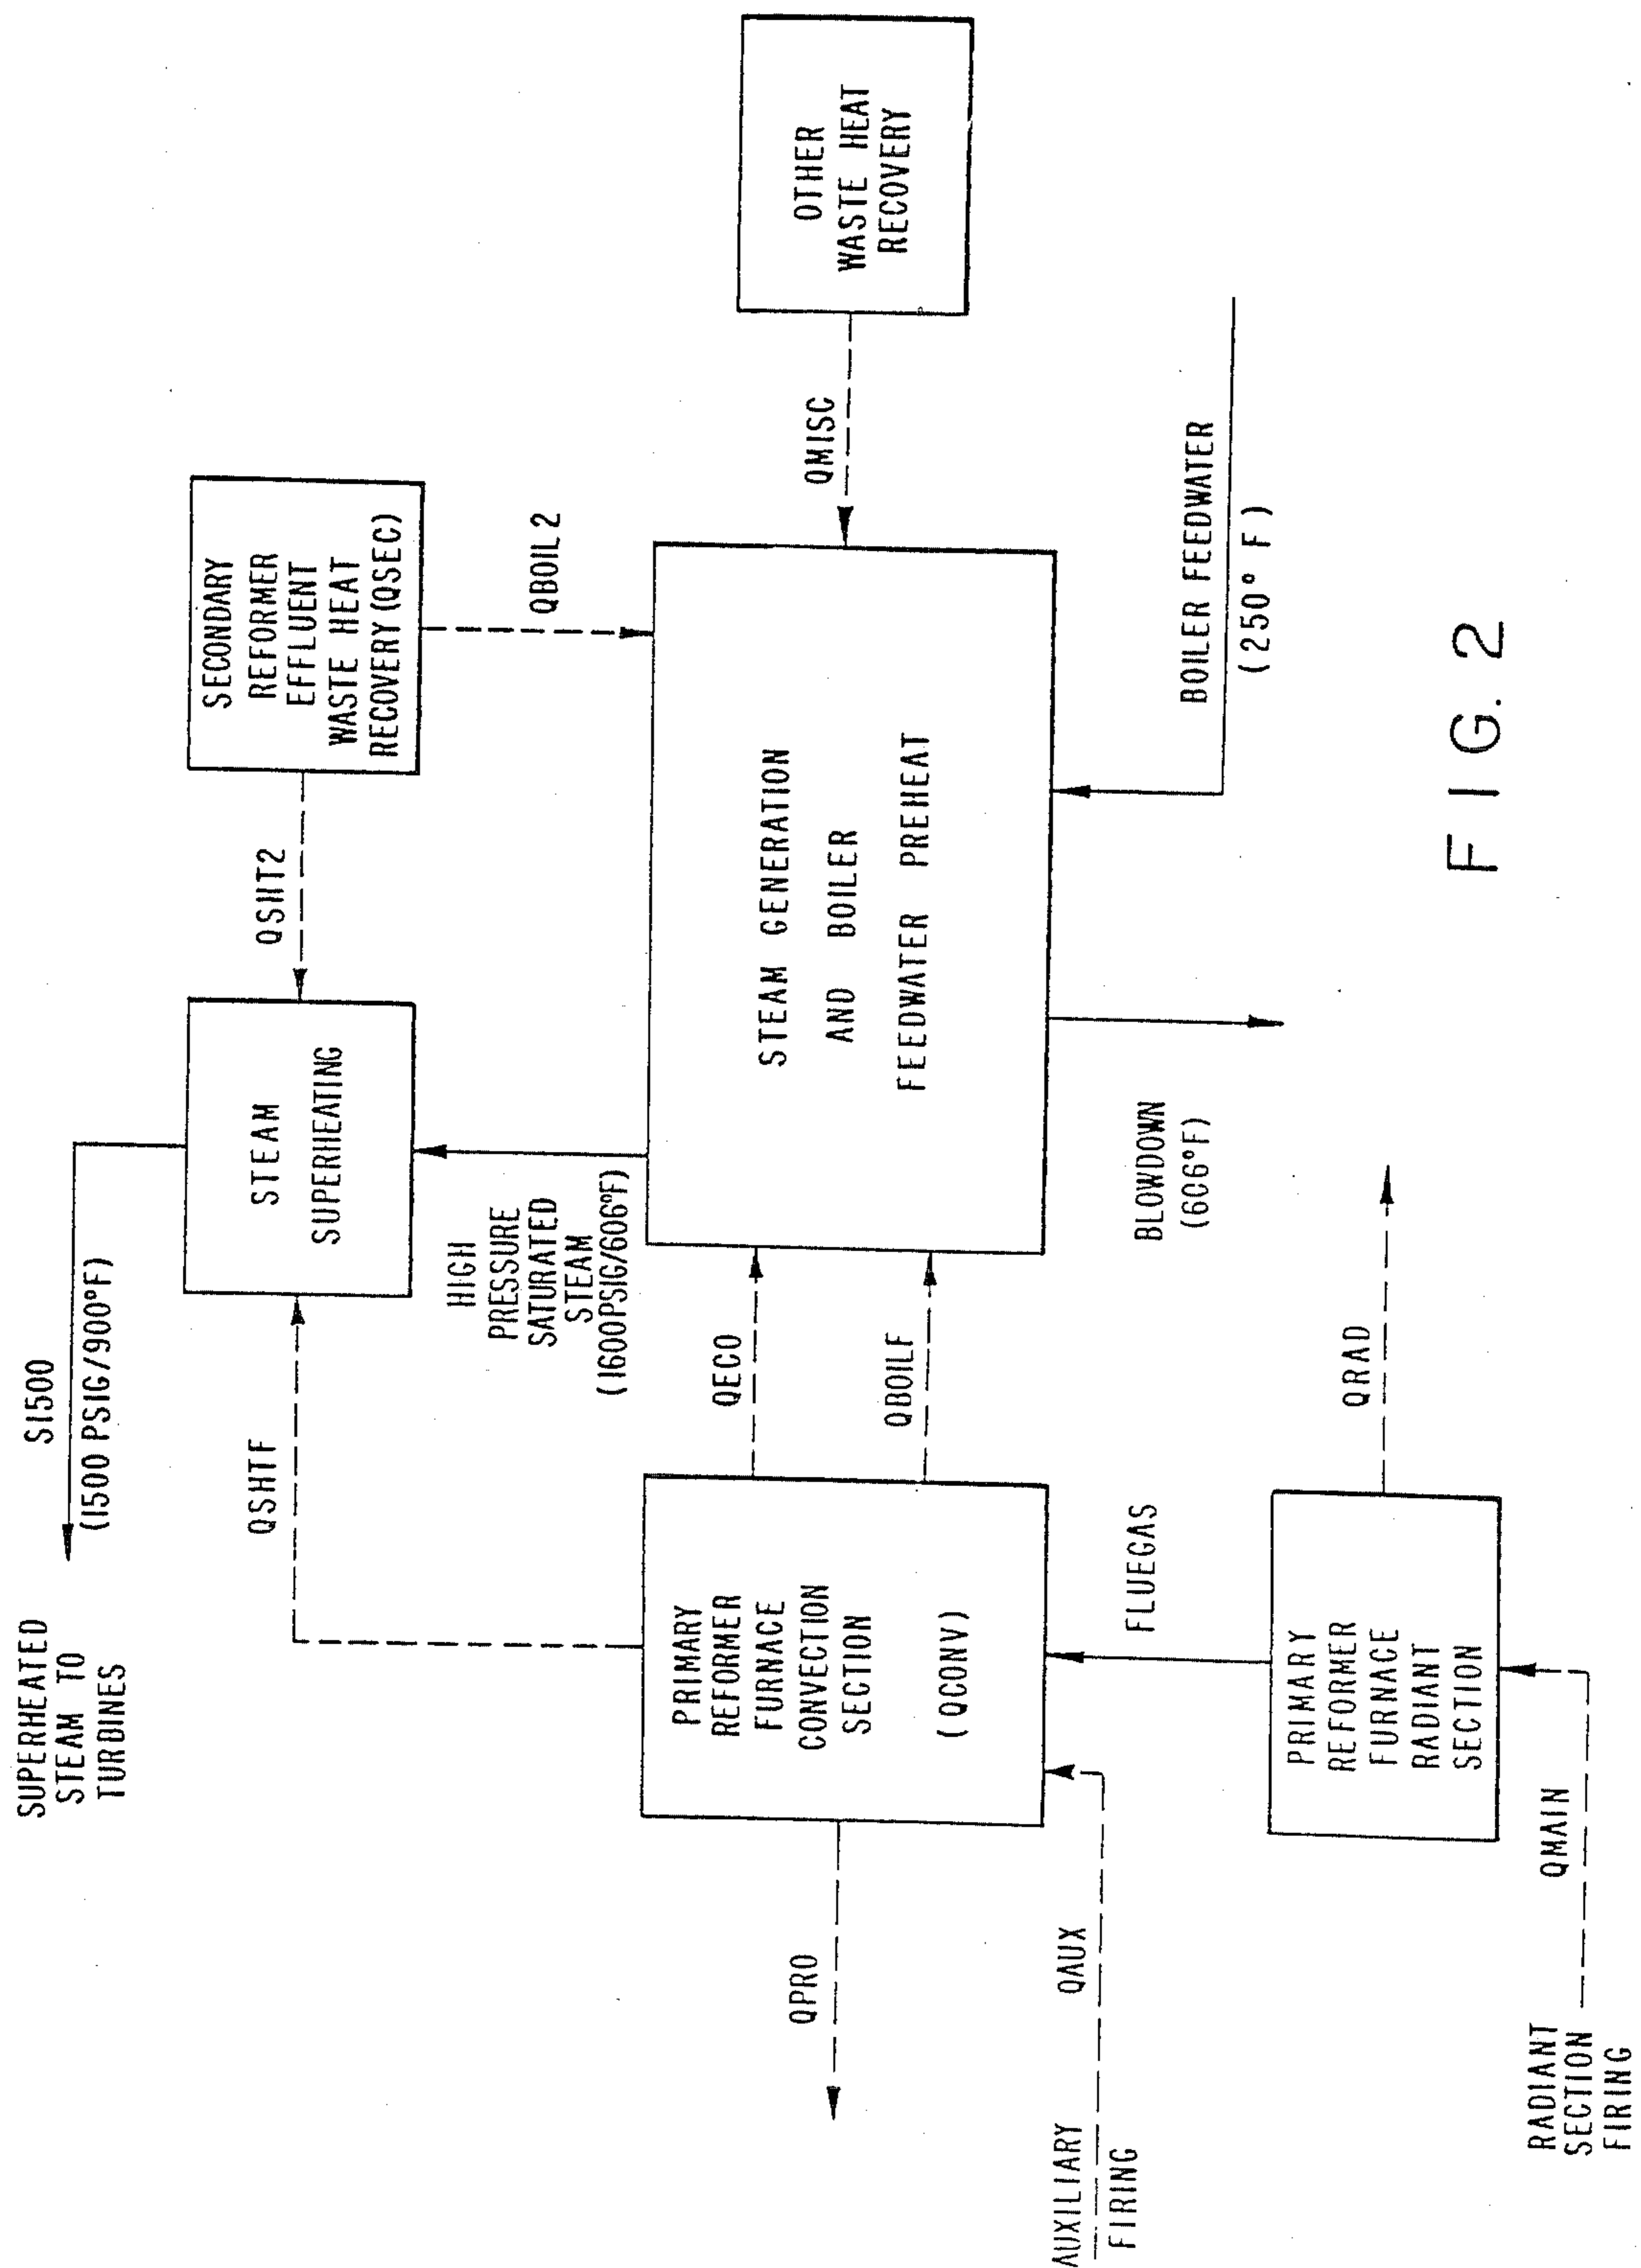 SUPERHEATED
STEAM TO
TURBINES
S1500
(1500 PSIG/900°F)
QSHTF
STEAM
SUPERHEATING
QSHT2
SECONDARY
REFORMER
EFFLUENT
WASTE HEAT
RECOVERY (QSEC)
HIGH
PRESSURE
SATURATED
STEAM
(1600PSIG/606°F)
QBOIL 2
QPRO
PRIMARY
REFORMER
FURNACE
CONVECTION
SECTION
(QCONV)
QECO
QBOILF
STEAM GENERATION
AND BOILER
FEEDWATER PREHEAT
QMISC
OTHER
WASTE HEAT
RECOVERY
AUXILIARY
FIRING
QAUX
FLUEGAS
BLOWDOWN
(606°F)
BOILER FEEDWATER
(250° F)
PRIMARY
REFORMER
FURNACE
RADIANT
SECTION
QRAD
RADIANT
SECTION
FIRING
QMAIN
FIG. 2